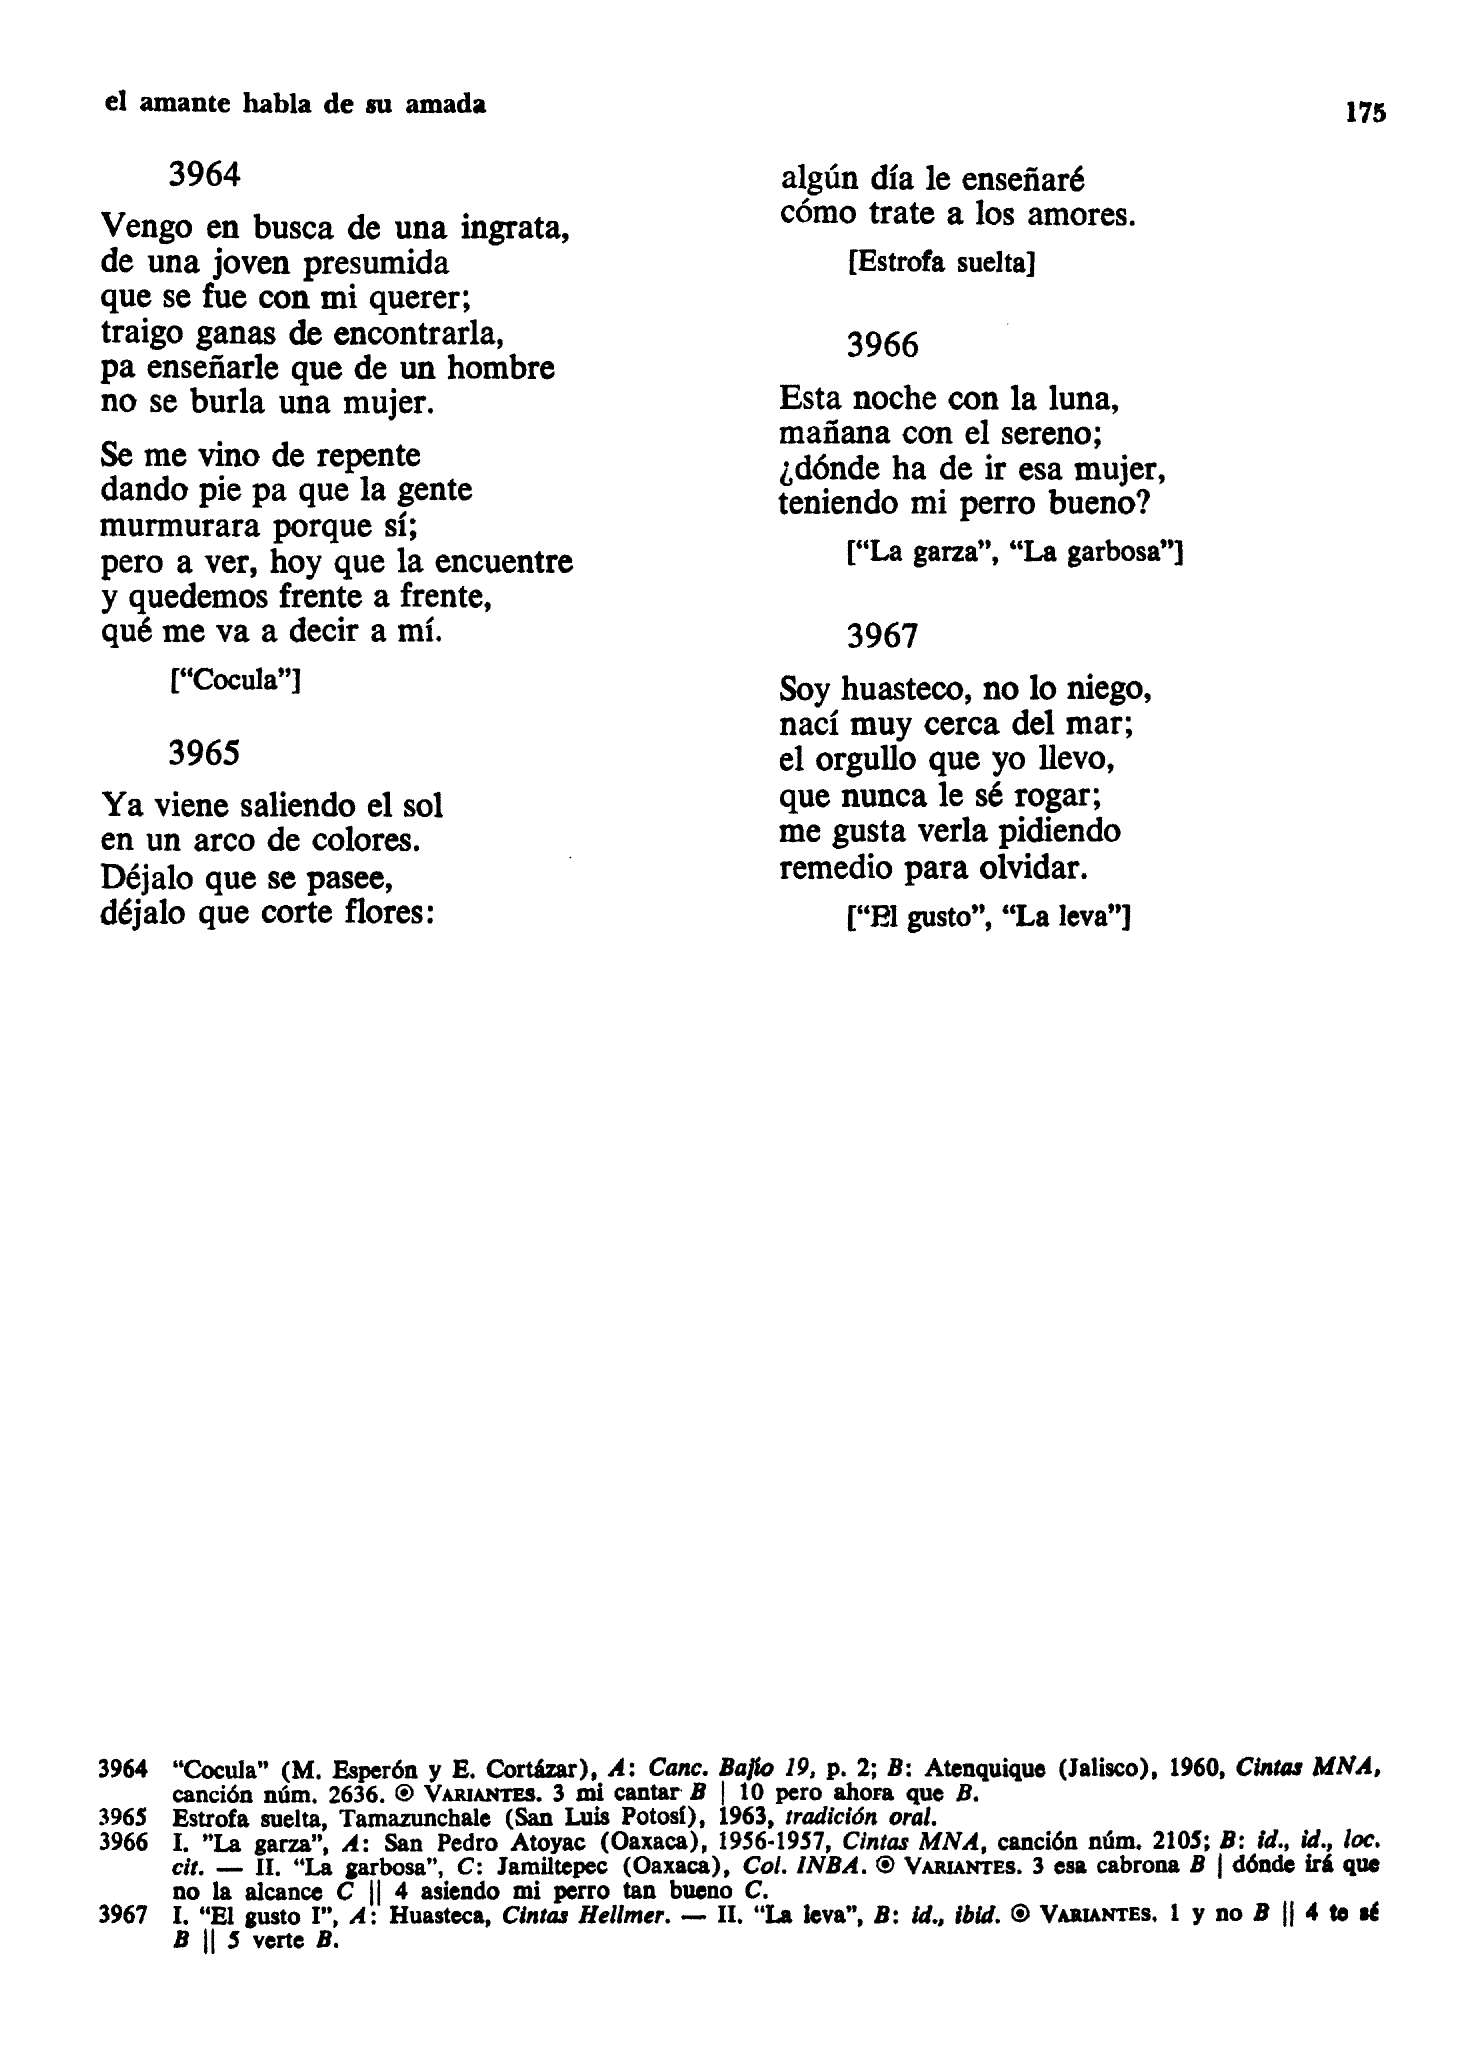 el amante habla de su amada
175
3964
Vengo en busca de una ingrata,
de una joven presumida
que se fue con mi querer;
traigo ganas de encontrarla,
pa enseñarle que de un hombre
no se burla una mujer.
Se me vino de repente
dando pie pa que la gente
murmurara porque sí;
pero a ver, hoy que la encuentre
y quedemos frente a frente,
qué me va a decir a mí.
[“Cocula”]
3965
Ya viene saliendo el sol
en un arco de colores.
Déjalo que se pasee,
déjalo que corte flores:
algún día le enseñaré
cómo trate a los amores.
[Estrofa suelta]
3966
Esta noche con la luna,
mañana con el sereno;
¿dónde ha de ir esa mujer,
teniendo mi perro bueno?
[“La garza”, “La garbosa”]
3967
Soy huasteco, no lo niego,
nací muy cerca del mar;
el orgullo que yo llevo,
que nunca le sé rogar;
me gusta verla pidiendo
remedio para olvidar.
[“El gusto”, “La leva”]
3964 “Cocula” (M. Esperón y E. Cortázar), A: Canc. Bajío 19, p. 2; B: Atenquique (Jalisco), 1960, Cintas MNA,
canción núm. 2636. ⊙ VARIANTES. 3 mi cantar B | 10 pero ahora que B.
3965 Estrofa suelta, Tamazunchale (San Luis Potosí), 1963, tradición oral.
3966 I. ”La garza”, A: San Pedro Atoyac (Oaxaca), 1956-1957, Cintas MNA, canción núm. 2105; B: id., id., loc.
cit. — II. “La garbosa”, C: Jamiltepec (Oaxaca), Col. INBA. ⊙ VARIANTES. 3 esa cabrona B | dónde irá que
no la alcance C || 4 asiendo mi perro tan bueno C.
3967 I. “El gusto I”, A: Huasteca, Cintas Hellmer. — II. “La leva”, B: id., ibid. ⊙ VARIANTES. 1 y no B || 4 te sé
B || 5 verte B.